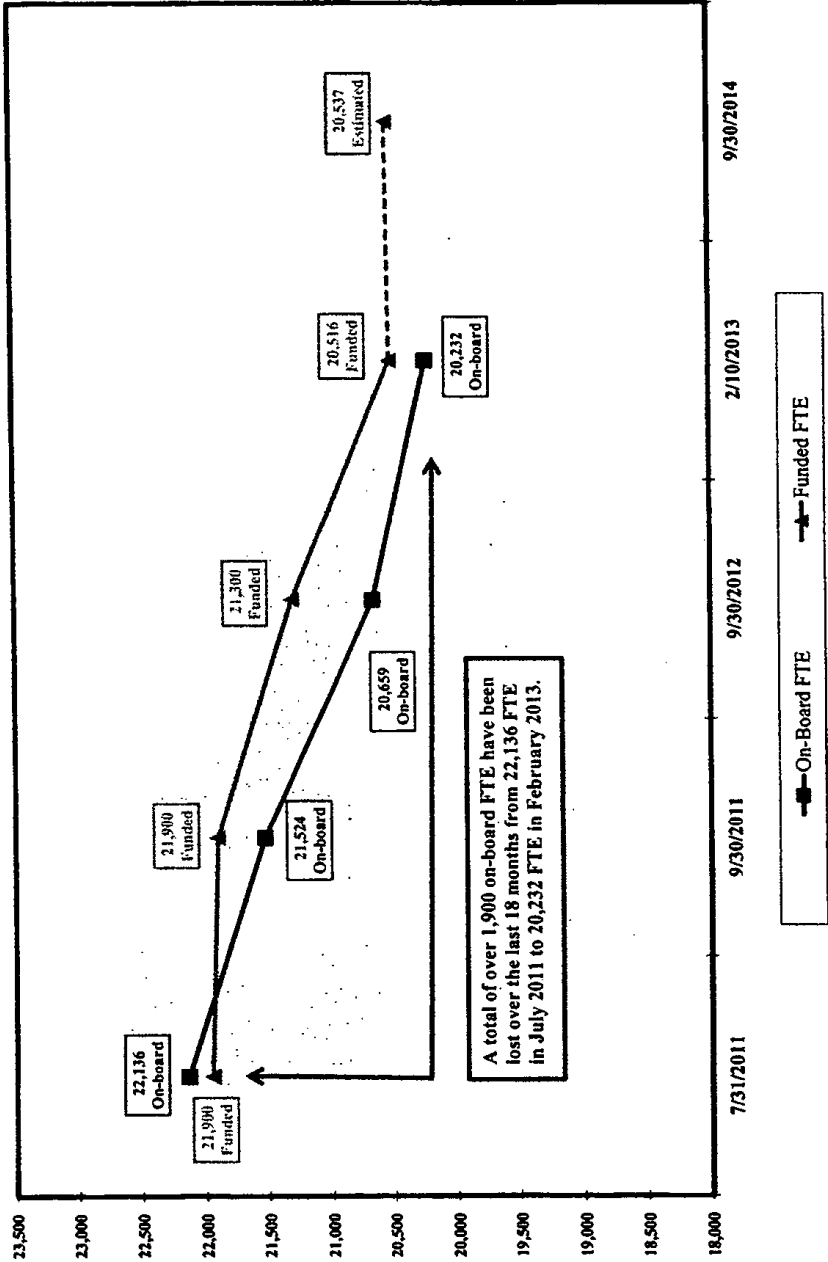 23,500
23,000
22,500
22,000
21,500
21,000
20,500
20,000
19,500
19,000
18,500
18,000
22,136
On-board
21,900
Funded
21,900
Funded
21,524
On-board
21,300
Funded
20,659
On-board
20,516
Funded
20,232
On-board
20,537
Estimated
A total of over 1,900 on-board FTE have been
lost over the last 18 months from 22,136 FTE
in July 2011 to 20,232 FTE in February 2013.
7/31/2011
9/30/2011
9/30/2012
2/10/2013
9/30/2014
On-Board FTE
Funded FTE